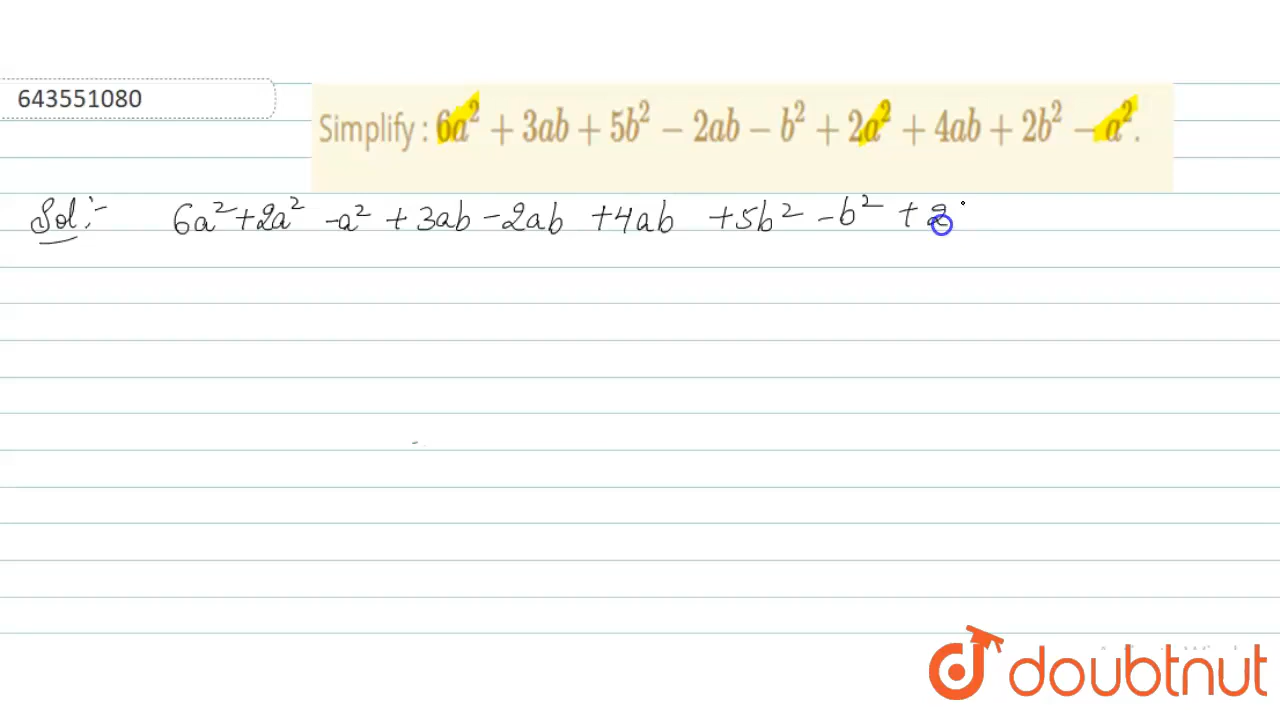 643551080
Simplify : 6a² + 3ab + 5b² − 2ab − b² + 2a² + 4ab + 2b² − a².
Sol:- 6a² + 2a² - a² + 3ab - 2ab + 4ab + 5b² - b² + 2
doubtnut